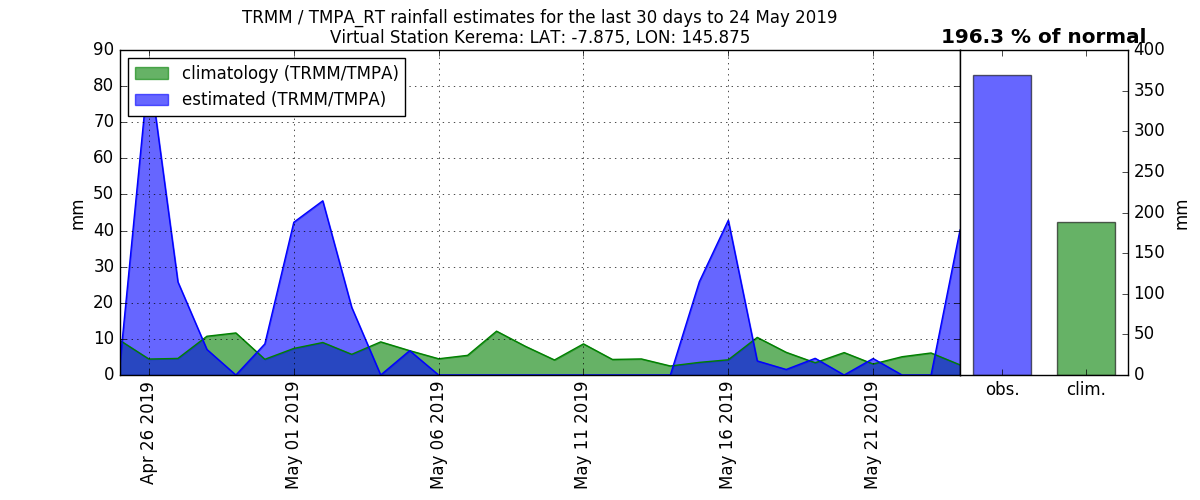 TRMM / TMPA_RT rainfall estimates for the last 30 days to 24 May 2019
Virtual Station Kerema: LAT: -7.875, LON: 145.875
196.3 % of normal
climatology (TRMM/TMPA)
estimated (TRMM/TMPA)
90
80
70
60
50
40
30
20
10
0
mm
Apr 26 2019
May 01 2019
May 06 2019
May 11 2019
May 16 2019
May 21 2019
400
350
300
250
200
150
100
50
0
mm
obs.
clim.